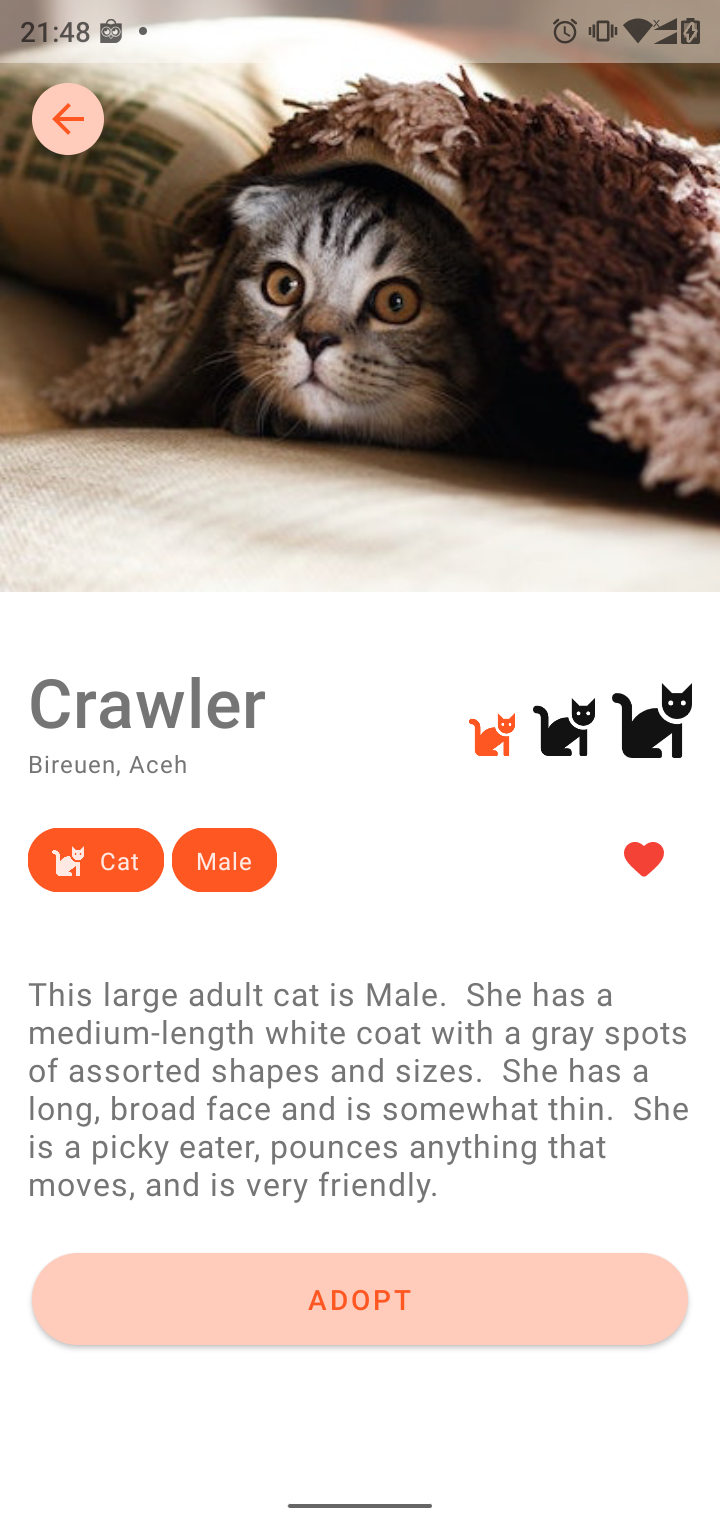 21:48
Crawler
Bireuen, Aceh
Cat
Male
This large adult cat is Male.  She has a
medium-length white coat with a gray spots
of assorted shapes and sizes.  She has a
long, broad face and is somewhat thin.  She
is a picky eater, pounces anything that
moves, and is very friendly.
ADOPT